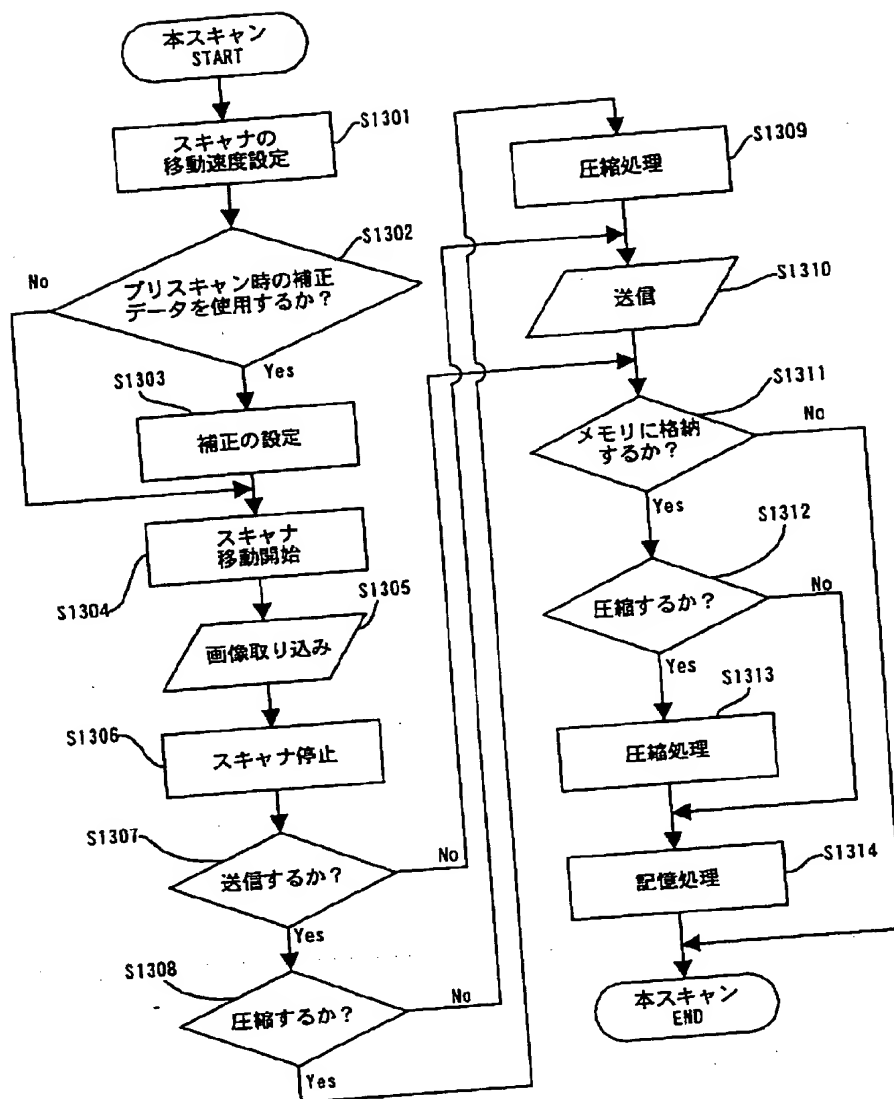 本スキャン
START
スキャナの
移動速度設定
S1301
プリスキャン時の補正
データを使用するか?
S1302
No
Yes
S1303
補正の設定
スキャナ
移動開始
S1304
S1305
画像取り込み
S1306
スキャナ停止
S1307
送信するか?
No
Yes
S1308
圧縮するか?
No
Yes
圧縮処理
S1309
送信
S1310
メモリに格納
するか?
S1311
No
Yes
S1312
圧縮するか?
No
Yes
S1313
圧縮処理
記憶処理
S1314
本スキャン
END